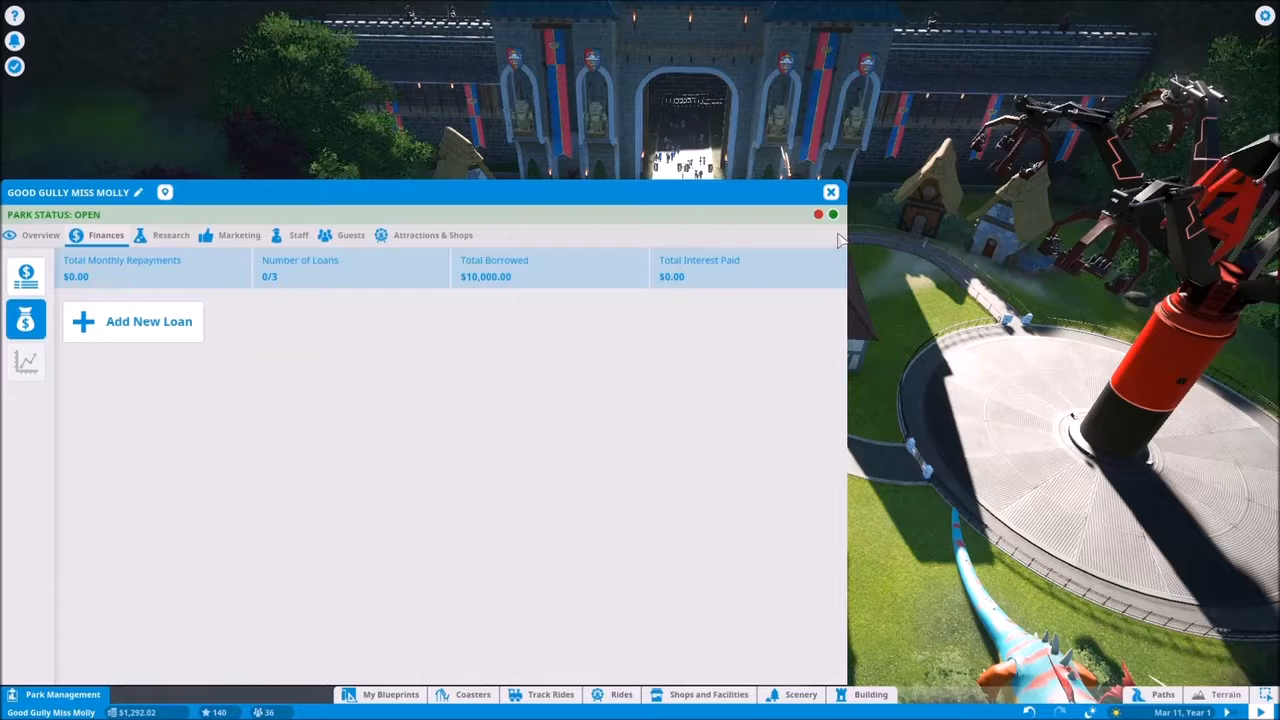 GOOD GULLY MISS MOLLY
PARK STATUS: OPEN
Overview Finances Research Marketing Staff Guests Attractions & Shops
Total Monthly Repayments Number of Loans Total Borrowed Total Interest Paid
$0.00 0/3 $10,000.00 $0.00
Add New Loan
Park Management My Blueprints Coasters Track Rides Rides Shops and Facilities Scenery Building Paths Terrain
Good Gully Miss Molly $1,292.02 140 36 Mar 11, Year 1